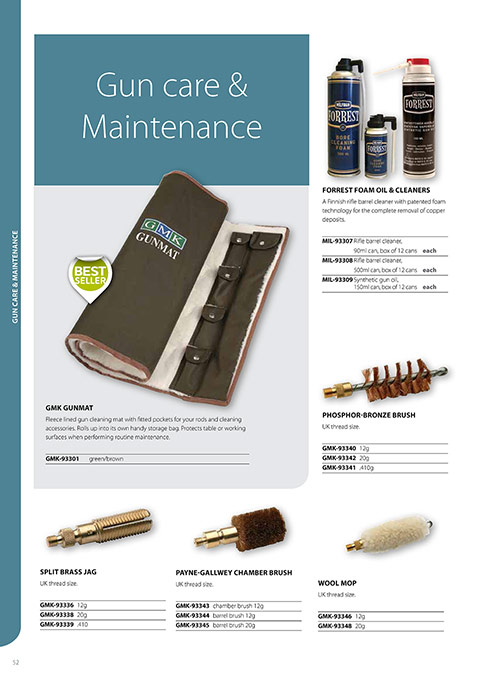 Gun care &
Maintenance
GMK
GUNMAT
BEST
SELLER
GUN CARE & MAINTENANCE
GMK GUNMAT
Fleece lined gun cleaning mat with fitted pockets for your rods and cleaning
accessories. Rolls up into its own handy storage bag. Protects table or working
surfaces when performing routine maintenance.
GMK-93301 green/brown
FORREST
BORE
CLEANING
FOAM
FORREST
FORREST
FORREST FOAM OIL & CLEANERS
A Finnish rifle barrel cleaner with patented foam
technology for the complete removal of copper
deposits.
MIL-93307 Rifle barrel cleaner,
90ml can, box of 12 cans each
MIL-93308 Rifle barrel cleaner,
500ml can, box of 12 cans each
MIL-93309 Synthetic gun oil,
150ml can, box of 12 cans each
PHOSPHOR-BRONZE BRUSH
UK thread size.
GMK-93340 12g
GMK-93342 20g
GMK-93341 .410g
SPLIT BRASS JAG
UK thread size.
GMK-93336 12g
GMK-93338 20g
GMK-93339 .410
PAYNE-GALLWEY CHAMBER BRUSH
UK thread size.
GMK-93343 chamber brush 12g
GMK-93344 barrel brush 12g
GMK-93345 barrel brush 20g
WOOL MOP
UK thread size.
GMK-93346 12g
GMK-93348 20g
52